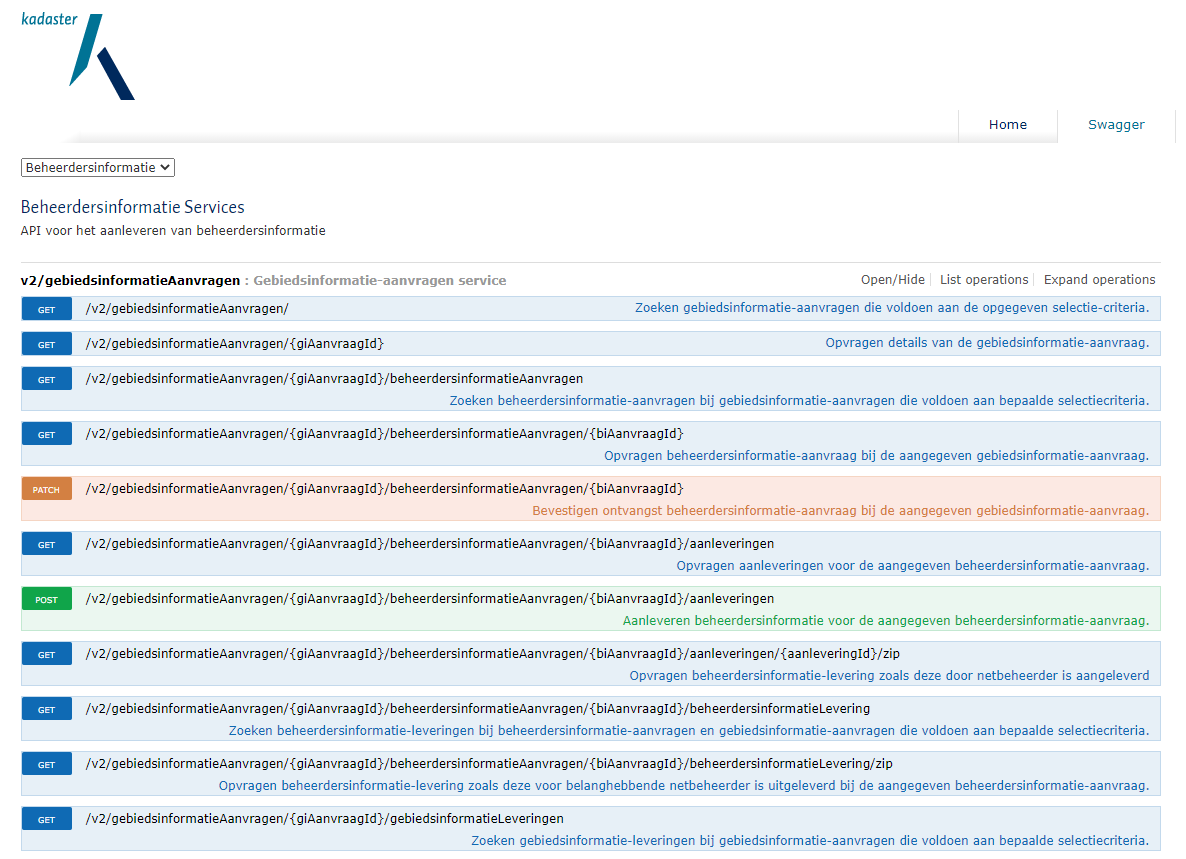 kadaster
Home
Swagger
Beheerdersinformatie
Beheerdersinformatie Services
API voor het aanleveren van beheerdersinformatie
v2/gebiedsinformatieAanvragen : Gebiedsinformatie-aanvragen service Open/Hide List operations Expand operations
GET /v2/gebiedsinformatieAanvragen/ Zoeken gebiedsinformatie-aanvragen die voldoen aan de opgegeven selectie-criteria.
GET /v2/gebiedsinformatieAanvragen/{giAanvraagId} Opvragen details van de gebiedsinformatie-aanvraag.
GET /v2/gebiedsinformatieAanvragen/{giAanvraagId}/beheerdersinformatieAanvragen
Zoeken beheerdersinformatie-aanvragen bij gebiedsinformatie-aanvragen die voldoen aan bepaalde selectiecriteria.
GET /v2/gebiedsinformatieAanvragen/{giAanvraagId}/beheerdersinformatieAanvragen/{biAanvraagId}
Opvragen beheerdersinformatie-aanvraag bij de aangegeven gebiedsinformatie-aanvraag.
PATCH /v2/gebiedsinformatieAanvragen/{giAanvraagId}/beheerdersinformatieAanvragen/{biAanvraagId}
Bevestigen ontvangst beheerdersinformatie-aanvraag bij de aangegeven gebiedsinformatie-aanvraag.
GET /v2/gebiedsinformatieAanvragen/{giAanvraagId}/beheerdersinformatieAanvragen/{biAanvraagId}/aanleveringen
Opvragen aanleveringen voor de aangegeven beheerdersinformatie-aanvraag.
POST /v2/gebiedsinformatieAanvragen/{giAanvraagId}/beheerdersinformatieAanvragen/{biAanvraagId}/aanleveringen
Aanleveren beheerdersinformatie voor de aangegeven beheerdersinformatie-aanvraag.
GET /v2/gebiedsinformatieAanvragen/{giAanvraagId}/beheerdersinformatieAanvragen/{biAanvraagId}/aanleveringen/{aanleveringId}/zip
Opvragen beheerdersinformatie-levering zoals deze door netbeheerder is aangeleverd
GET /v2/gebiedsinformatieAanvragen/{giAanvraagId}/beheerdersinformatieAanvragen/{biAanvraagId}/beheerdersinformatieLevering
Zoeken beheerdersinformatie-leveringen bij beheerdersinformatie-aanvragen en gebiedsinformatie-aanvragen die voldoen aan bepaalde selectiecriteria.
GET /v2/gebiedsinformatieAanvragen/{giAanvraagId}/beheerdersinformatieAanvragen/{biAanvraagId}/beheerdersinformatieLevering/zip
Opvragen beheerdersinformatie-levering zoals deze voor belanghebbende netbeheerder is uitgeleverd bij de aangegeven beheerdersinformatie-aanvraag.
GET /v2/gebiedsinformatieAanvragen/{giAanvraagId}/gebiedsinformatieLeveringen
Zoeken gebiedsinformatie-leveringen bij gebiedsinformatie-aanvragen die voldoen aan bepaalde selectiecriteria.